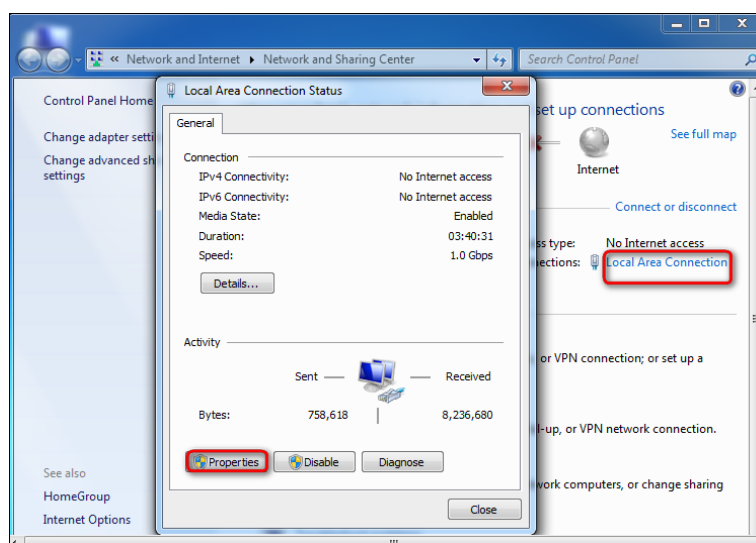 « Network and Internet ▸ Network and Sharing Center
Search Control Panel
Control Panel Home
Change adapter setti
Change advanced sh
settings
See also
HomeGroup
Internet Options
Local Area Connection Status
General
Connection
IPv4 Connectivity: No Internet access
IPv6 Connectivity: No Internet access
Media State: Enabled
Duration: 03:40:31
Speed: 1.0 Gbps
Details...
Activity
Sent — Received
Bytes: 758,618 | 8,236,680
Properties Disable Diagnose
Close
set up connections
See full map
Internet
Connect or disconnect
ss type: No Internet access
nections: Local Area Connection
or VPN connection; or set up a
l-up, or VPN network connection.
work computers, or change sharing